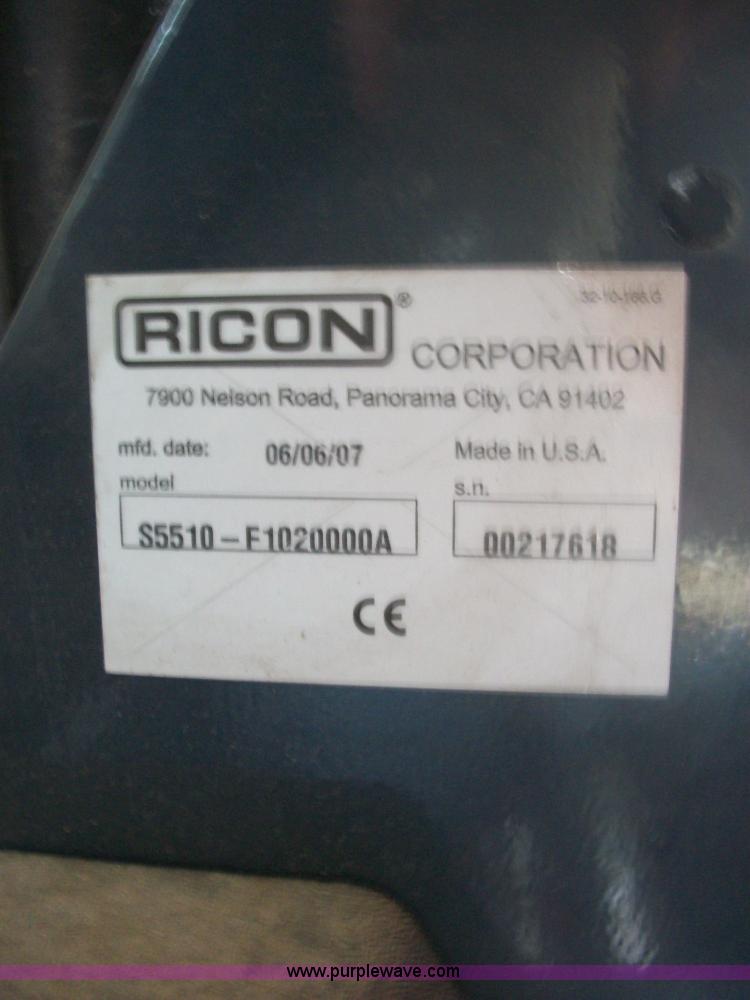 32-10-166.G
RICON® CORPORATION
7900 Nelson Road, Panorama City, CA 91402
mfd. date: 06/06/07 Made in U.S.A.
model s.n.
S5510-F1020000A 00217618
CE
www.purplewave.com